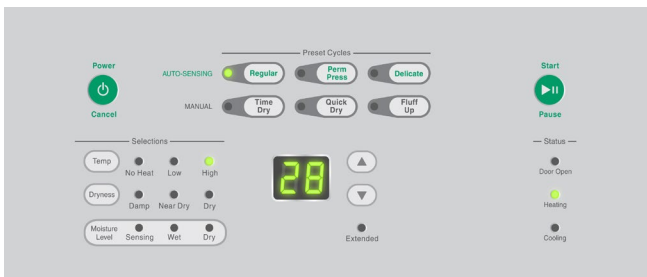 Preset Cycles
Power
Cancel
AUTO-SENSING
Regular
Perm
Press
Delicate
MANUAL
Time
Dry
Quick
Dry
Fluff
Up
Start
Pause
Selections
Temp
No Heat
Low
High
Dryness
Damp
Near Dry
Dry
Moisture
Level
Sensing
Wet
Dry
28
Extended
Status
Door Open
Heating
Cooling